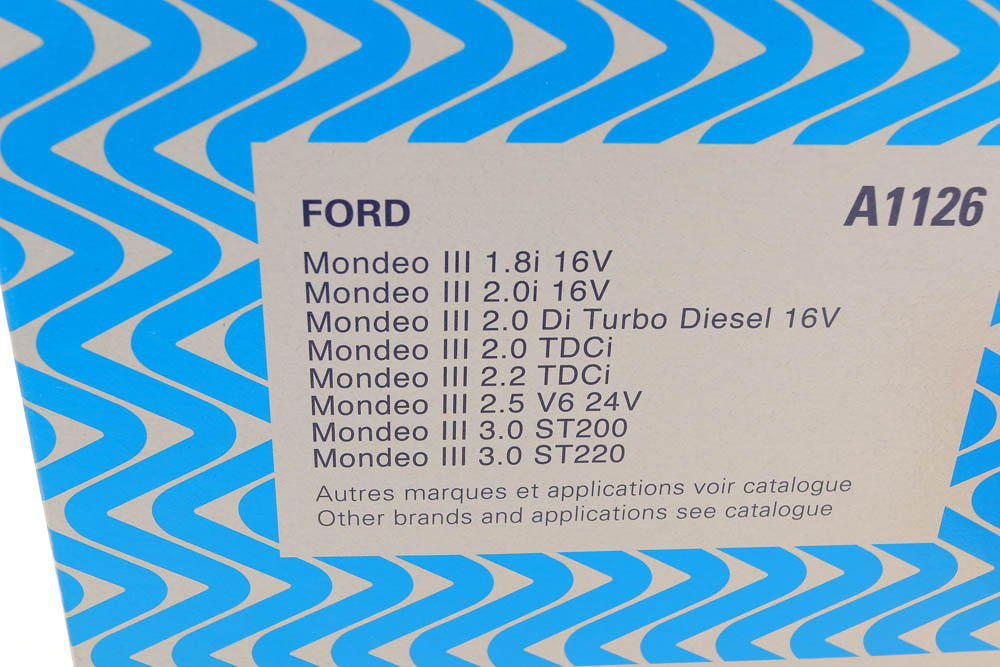 FORD A1126
Mondeo III 1.8i 16V
Mondeo III 2.0i 16V
Mondeo III 2.0 Di Turbo Diesel 16V
Mondeo III 2.0 TDCi
Mondeo III 2.2 TDCi
Mondeo III 2.5 V6 24V
Mondeo III 3.0 ST200
Mondeo III 3.0 ST220
Autres marques et applications voir catalogue
Other brands and applications see catalogue